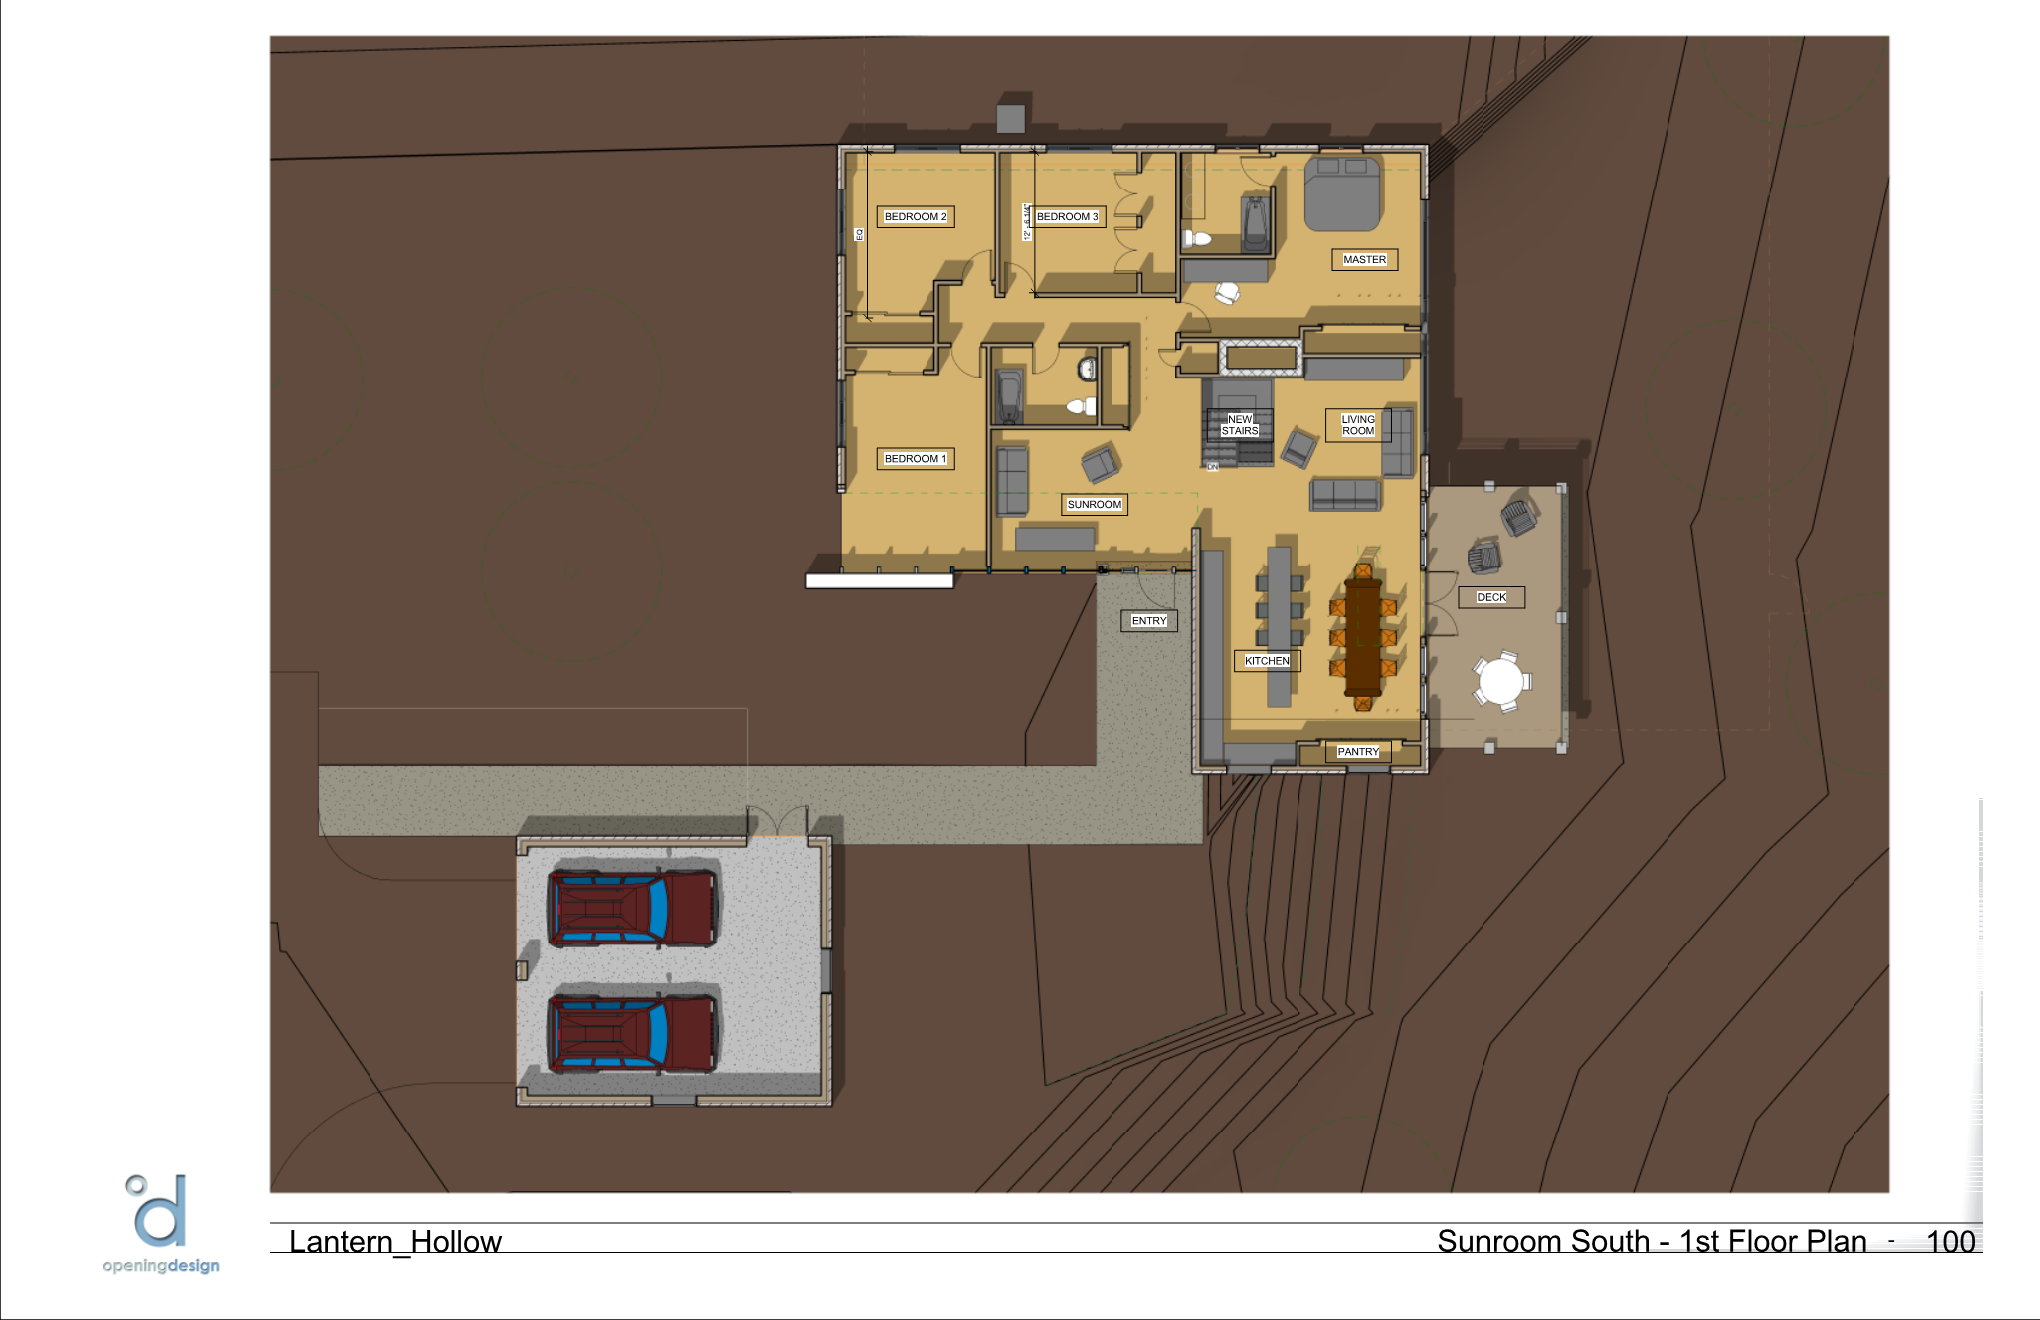 BEDROOM 2
BEDROOM 3
EQ
12' - 6 1/4"
MASTER
NEW
STAIRS
LIVING
ROOM
BEDROOM 1
DN
SUNROOM
DECK
ENTRY
KITCHEN
PANTRY
d
openingdesign
Lantern_Hollow
Sunroom South - 1st Floor Plan - 100